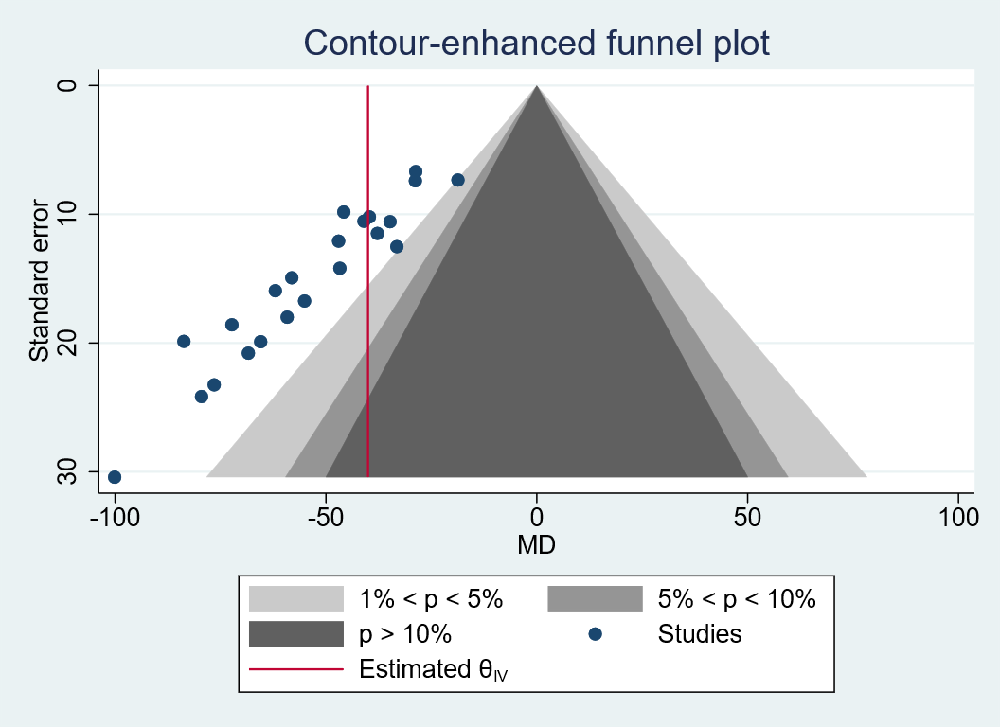 Contour-enhanced funnel plot
Standard error
0
10
20
30
-100 -50 0 50 100
MD
1% < p < 5% 5% < p < 10%
p > 10% Studies
Estimated θIV